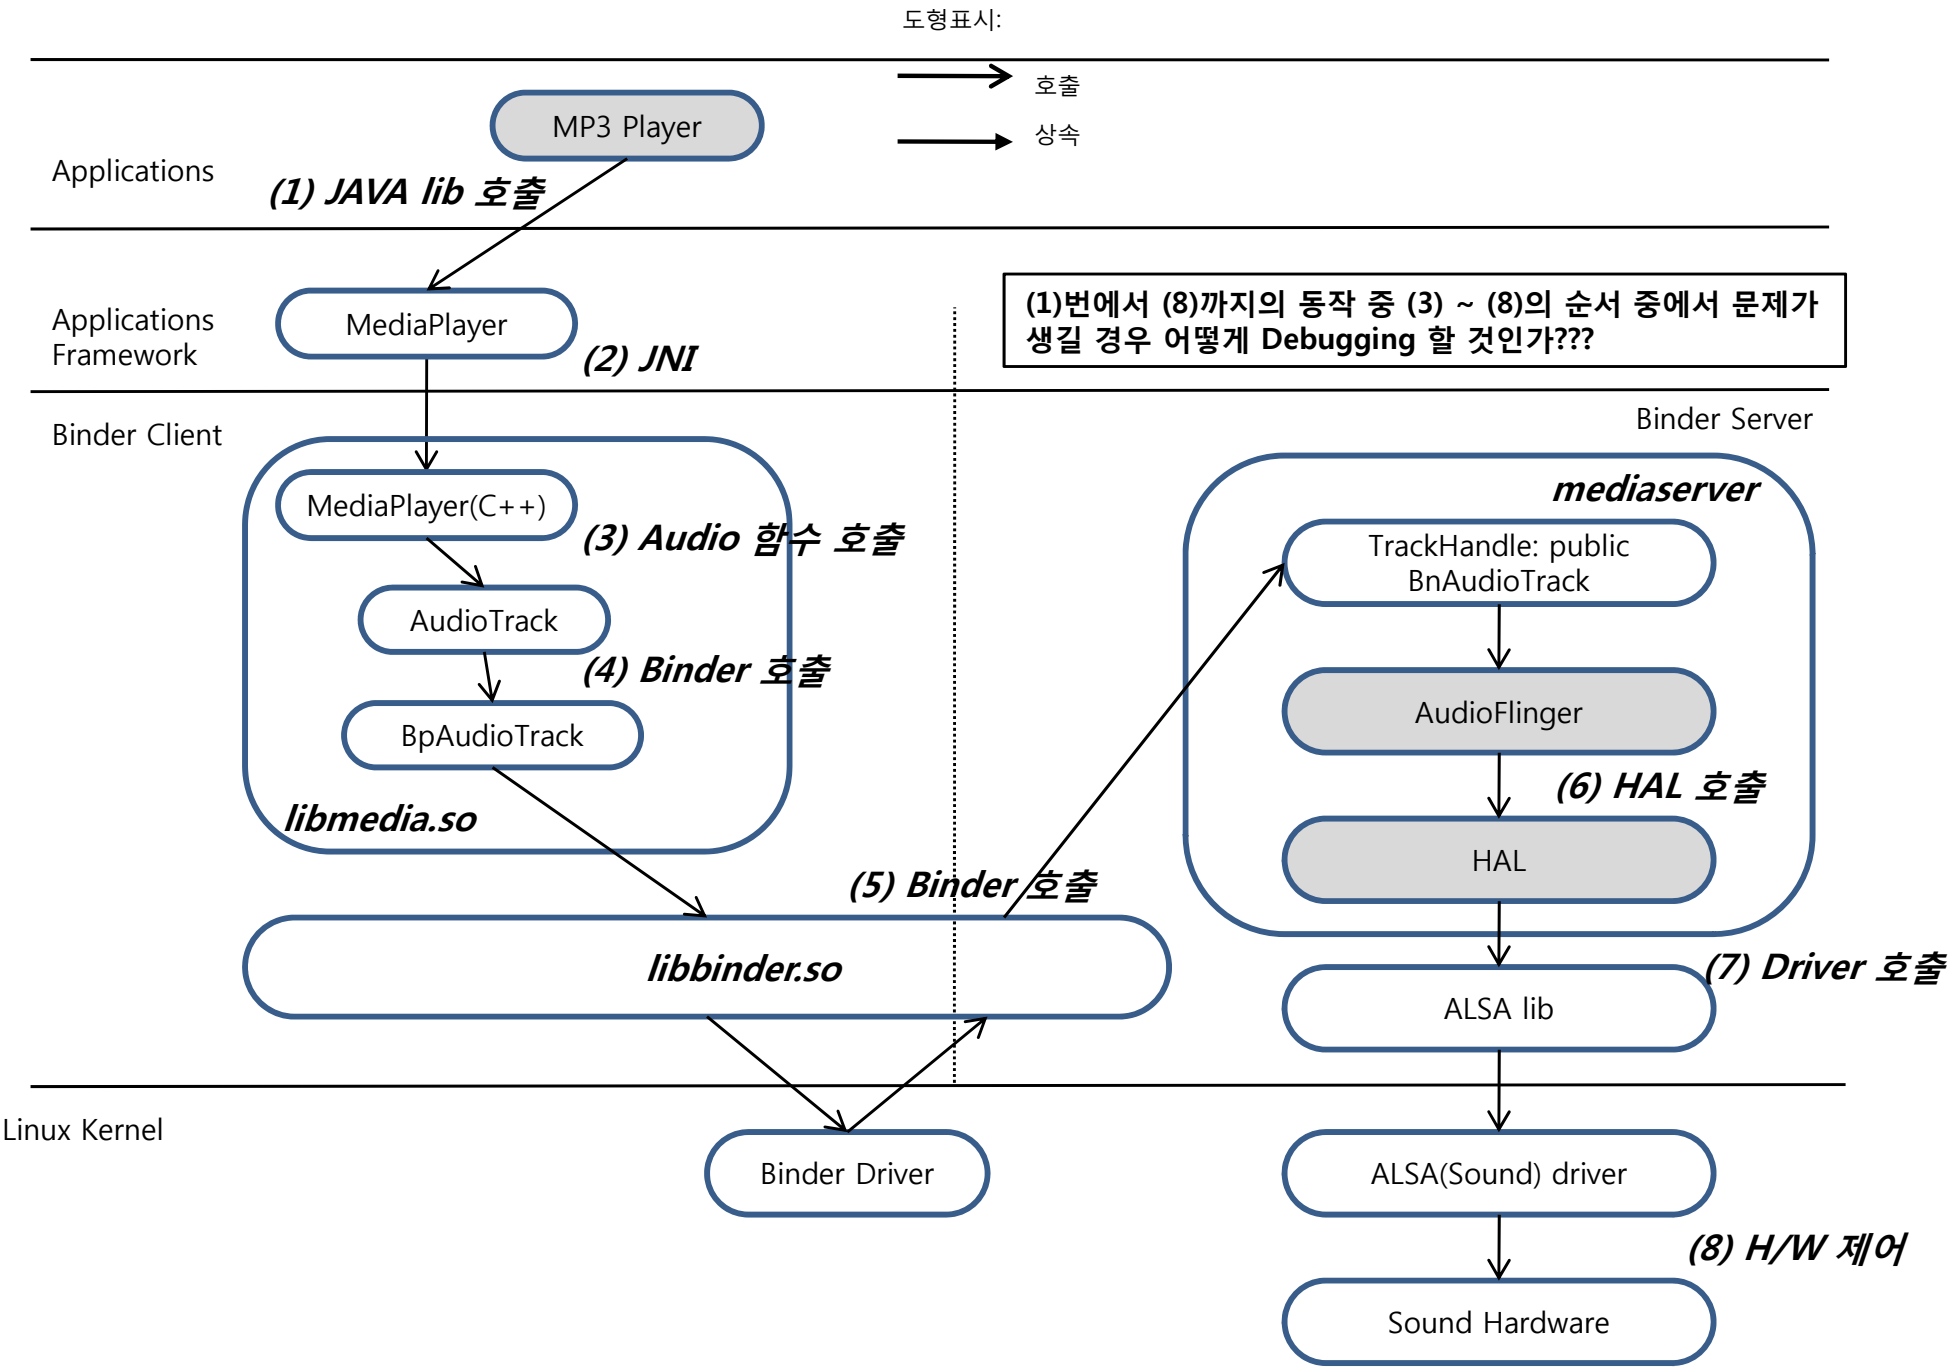 도형표시:
호출
상속
MP3 Player
Applications
(1) JAVA lib 호출
Applications
Framework
MediaPlayer
(2) JNI
(1)번에서 (8)까지의 동작 중 (3) ~ (8)의 순서 중에서 문제가
생길 경우 어떻게 Debugging 할 것인가???
Binder Client
Binder Server
MediaPlayer(C++)
(3) Audio 함수 호출
AudioTrack
(4) Binder 호출
BpAudioTrack
libmedia.so
mediaserver
TrackHandle: public
BnAudioTrack
AudioFlinger
(6) HAL 호출
HAL
(5) Binder 호출
libbinder.so
(7) Driver 호출
ALSA lib
Linux Kernel
Binder Driver
ALSA(Sound) driver
(8) H/W 제어
Sound Hardware